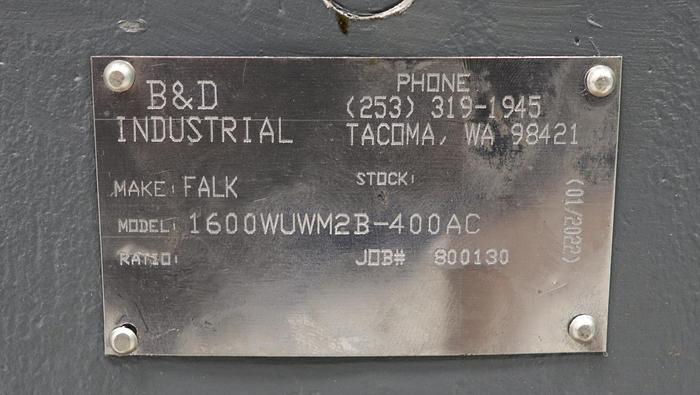 B&D
INDUSTRIAL
PHONE
(253) 319-1945
TACOMA, WA 98421
MAKE: FALK
STOCK:
MODEL: 1600WUWM2B-400AC
RATIO:
JOB# 800130
(01/2022)